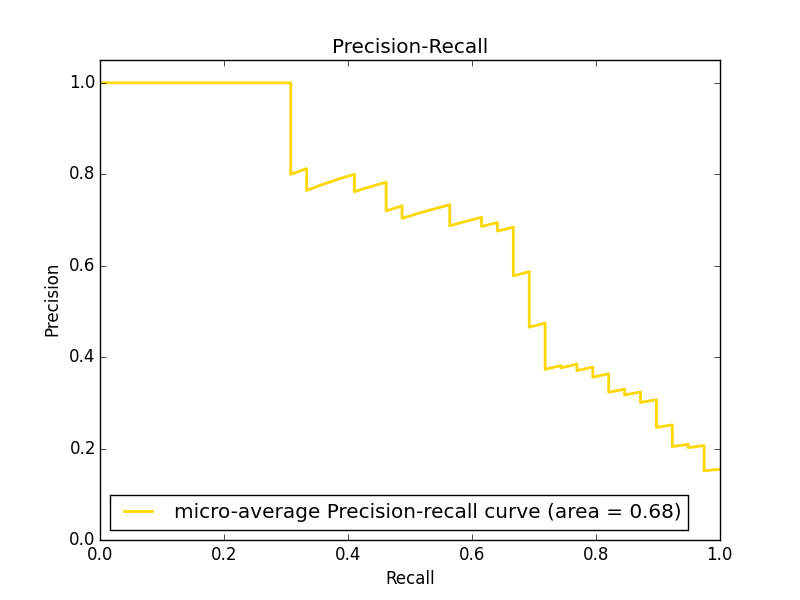 Precision-Recall
1.0
0.8
0.6
0.4
0.2
0.0
Precision
micro-average Precision-recall curve (area = 0.68)
0.0 0.2 0.4 0.6 0.8 1.0
Recall